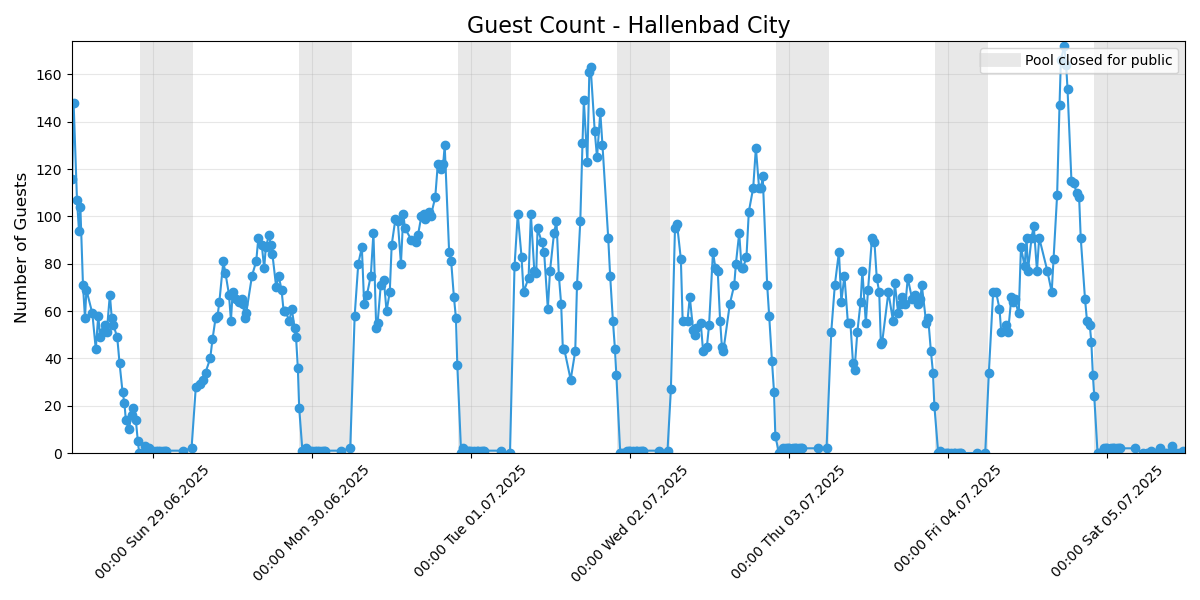 Guest Count - Hallenbad City
Pool closed for public
Number of Guests
160
140
120
100
80
60
40
20
0
00:00 Sun 29.06.2025
00:00 Mon 30.06.2025
00:00 Tue 01.07.2025
00:00 Wed 02.07.2025
00:00 Thu 03.07.2025
00:00 Fri 04.07.2025
00:00 Sat 05.07.2025